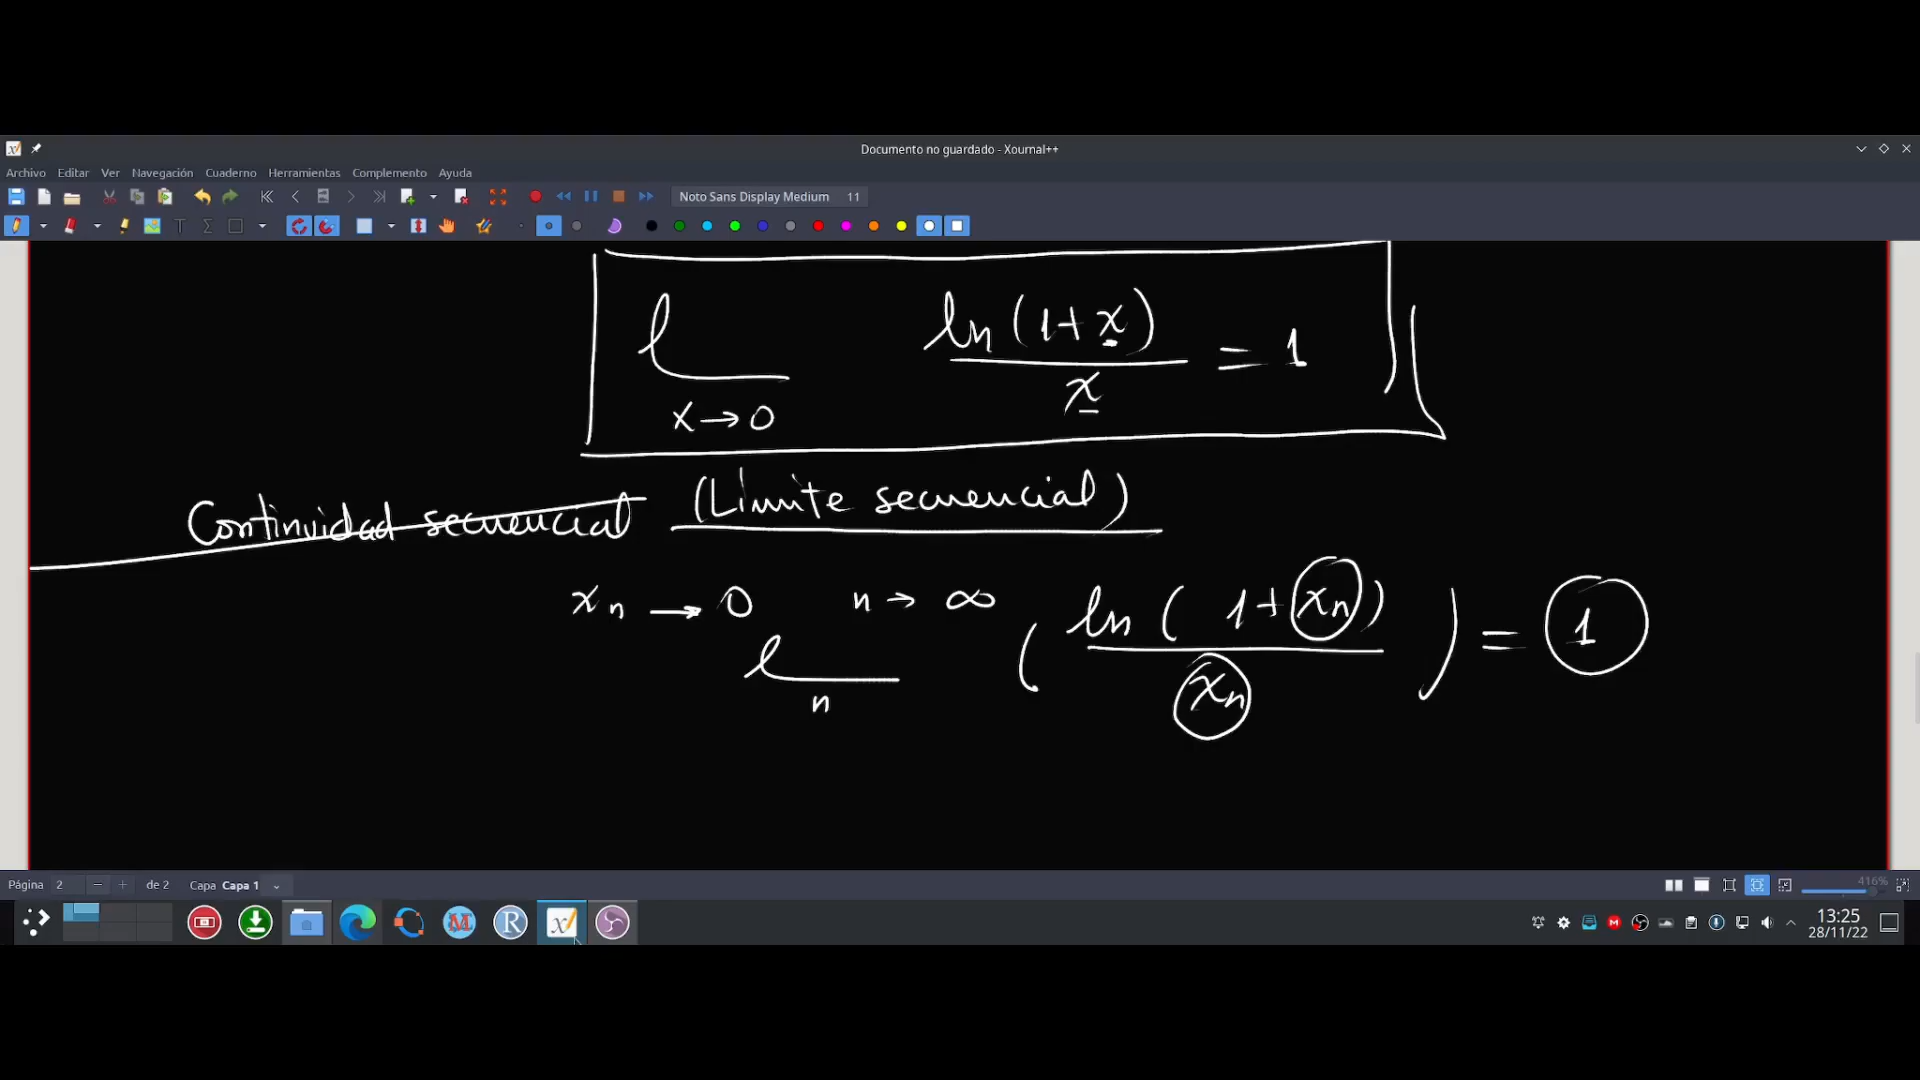 Documento no guardado - Xournal++
Archivo Editar Ver Navegación Cuaderno Herramientas Complemento Ayuda
Noto Sans Display Medium 11
l ln (1+x) / x = 1
x → 0
Continuidad secuencial (Límite secuencial)
xn → 0 n → ∞
l n ( ln ( 1+xn) / xn ) = 1
Página 2 de 2 Capa Capa 1 416%
13:25
28/11/22